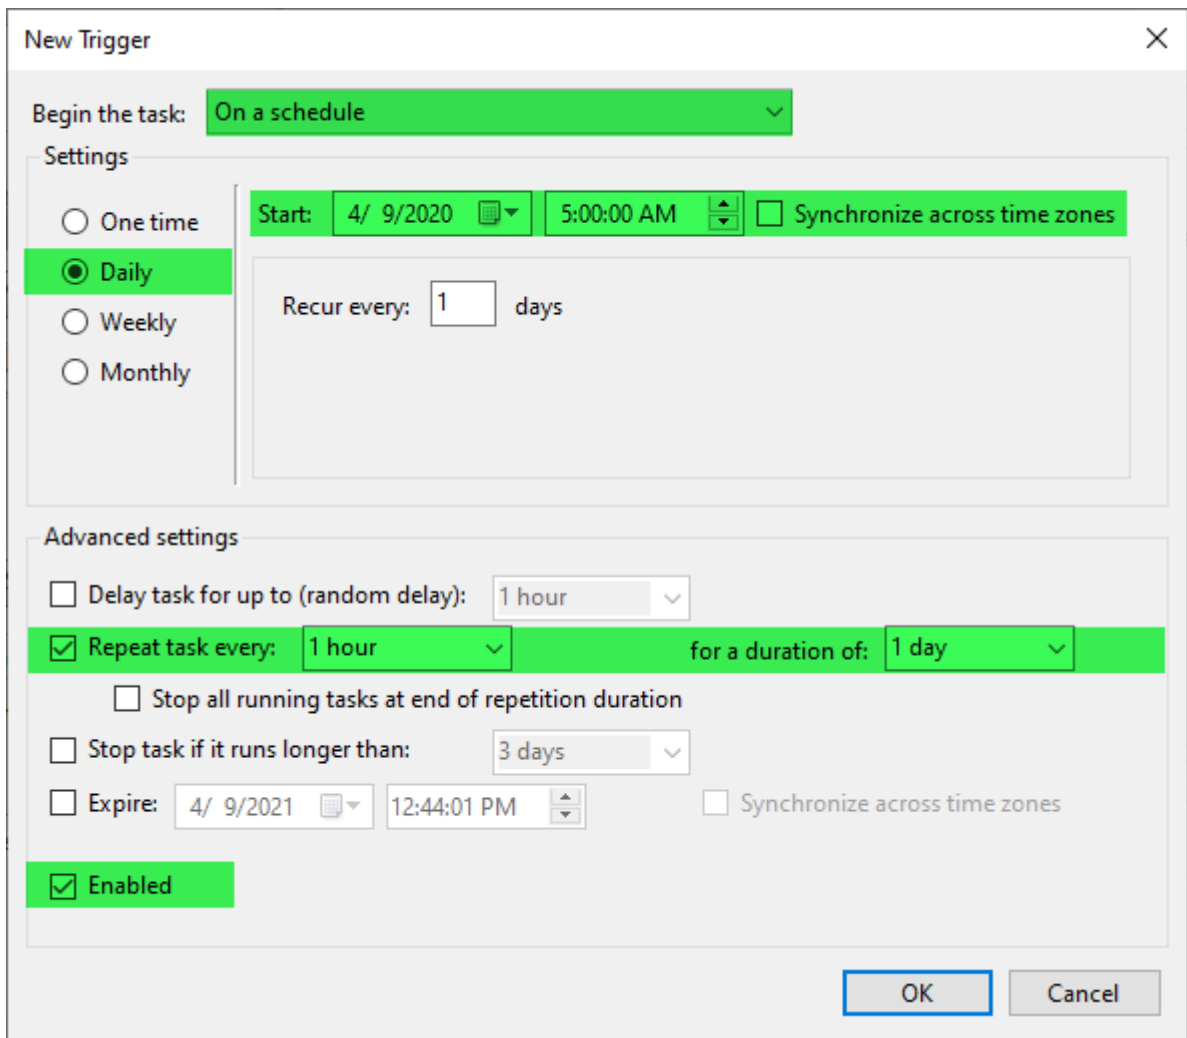 New Trigger
Begin the task: On a schedule
Settings
One time
Start: 4/ 9/2020 5:00:00 AM Synchronize across time zones
Daily
Recur every: 1 days
Weekly
Monthly
Advanced settings
Delay task for up to (random delay): 1 hour
Repeat task every: 1 hour for a duration of: 1 day
Stop all running tasks at end of repetition duration
Stop task if it runs longer than: 3 days
Expire: 4/ 9/2021 12:44:01 PM Synchronize across time zones
Enabled
OK Cancel